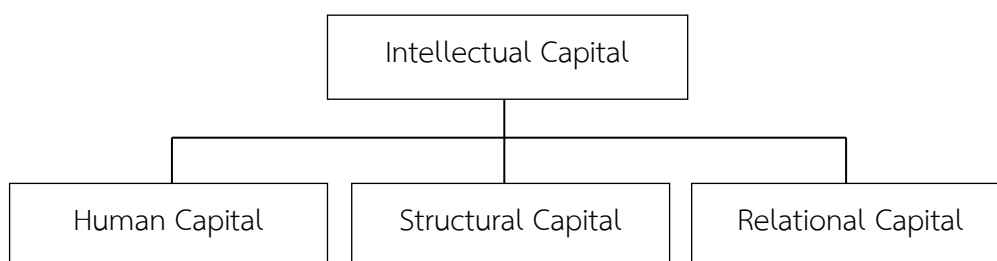 Intellectual Capital
Human Capital
Structural Capital
Relational Capital